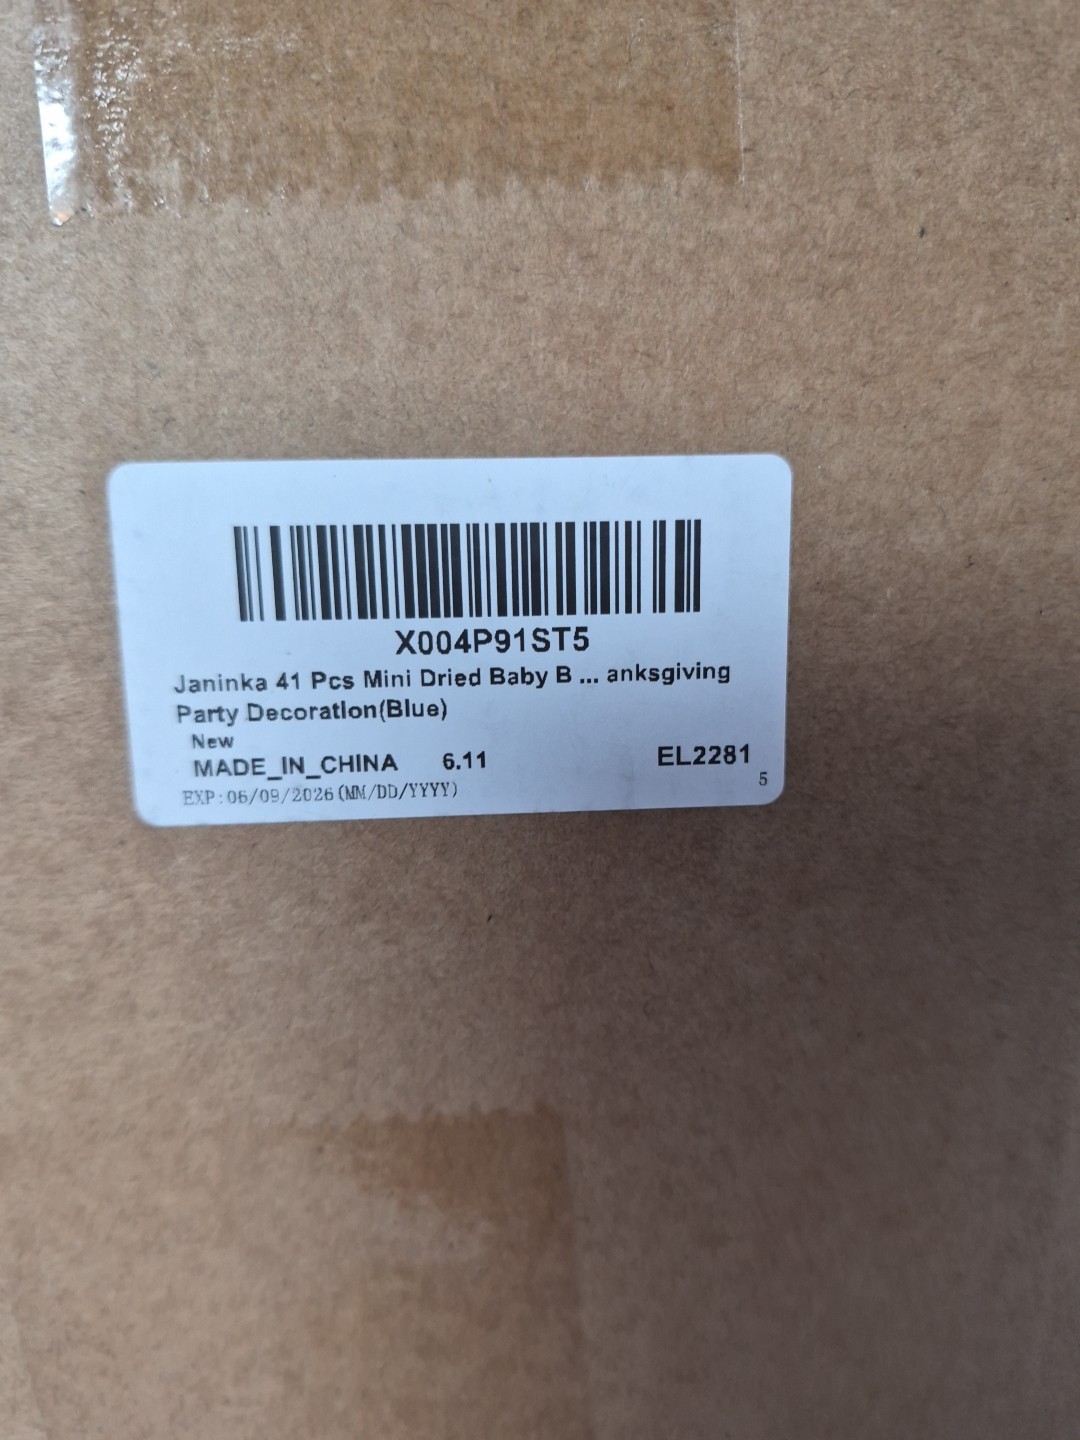 X004P91ST5
Janinka 41 Pcs Mini Dried Baby B ... anksgiving
Party Decoration(Blue)
New
MADE_IN_CHINA 6.11 EL2281
5
EXP:06/09/2026(MM/DD/YYYY)